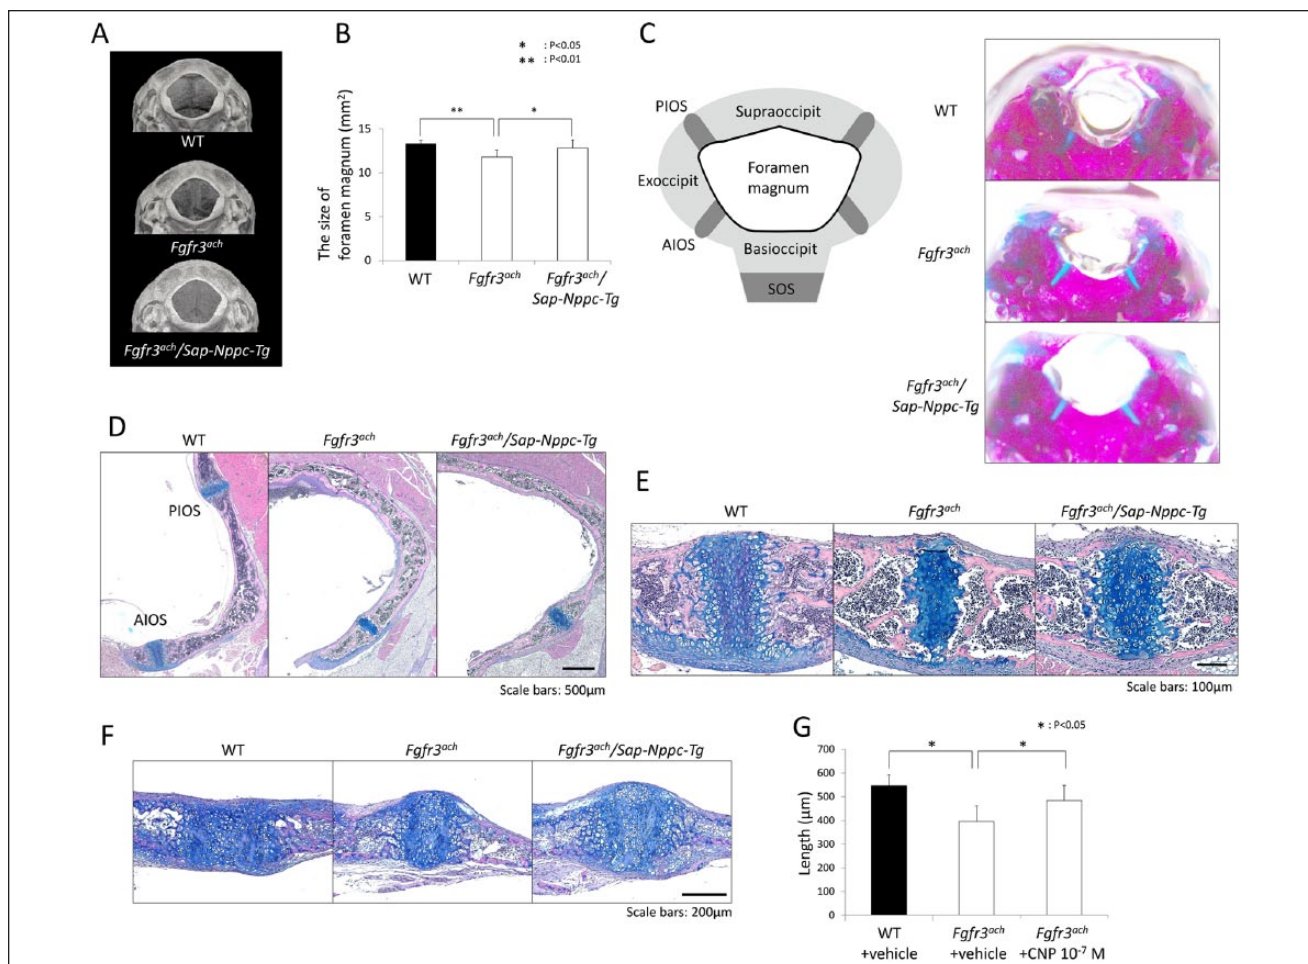 A
WT
Fgfr3ach
Fgfr3ach/Sap-Nppc-Tg
B
* : P<0.05
** : P<0.01
The size of
foramen magnum (mm2)
15
10
5
0
**
*
WT
Fgfr3ach
Fgfr3ach/
Sap-Nppc-Tg
C
PIOS
Supraoccipit
Exoccipit
Foramen
magnum
AIOS
Basioccipit
SOS
WT
Fgfr3ach
Fgfr3ach/
Sap-Nppc-Tg
D
WT
Fgfr3ach
Fgfr3ach/Sap-Nppc-Tg
PIOS
AIOS
Scale bars: 500µm
E
WT
Fgfr3ach
Fgfr3ach/Sap-Nppc-Tg
Scale bars: 100µm
F
WT
Fgfr3ach
Fgfr3ach/Sap-Nppc-Tg
Scale bars: 200µm
G
* : P<0.05
Length (µm)
700
600
500
400
300
200
100
0
*
*
WT
+vehicle
Fgfr3ach
+vehicle
Fgfr3ach
+CNP 10-7 M